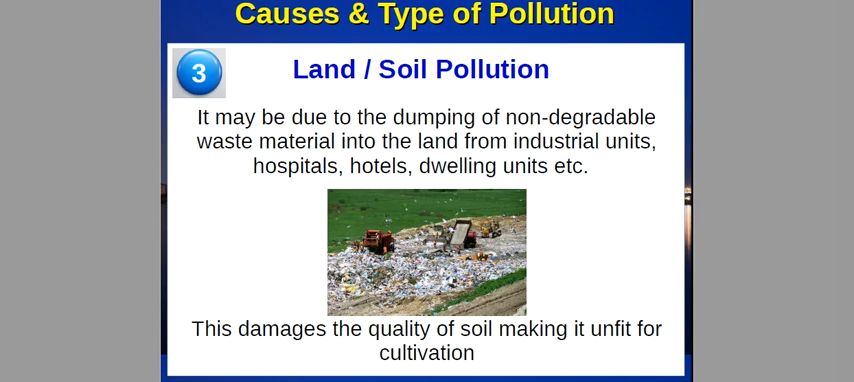 Causes & Type of Pollution
3
Land / Soil Pollution
It may be due to the dumping of non-degradable
waste material into the land from industrial units,
hospitals, hotels, dwelling units etc.
This damages the quality of soil making it unfit for
cultivation